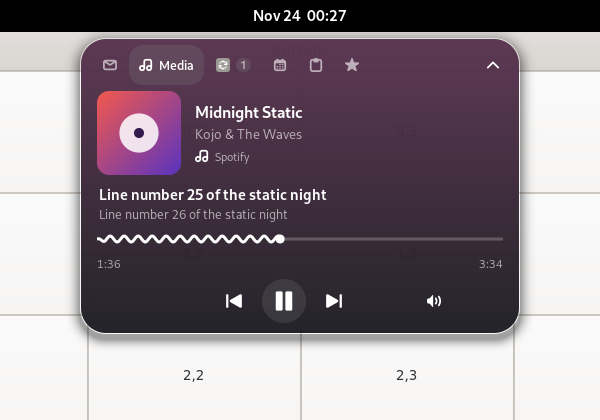 Nov 24 00:27
Media
1
Midnight Static
Kojo & The Waves
Spotify
Line number 25 of the static night
Line number 26 of the static night
1:36
3:34
2,2
2,3